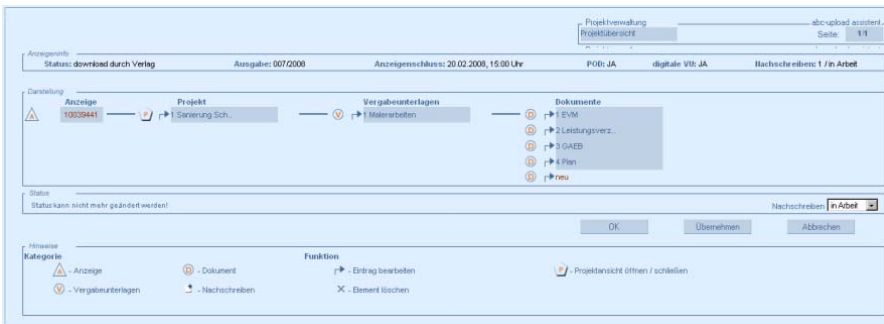 Projektverwaltung abc-upload assistent
Projektübersicht Seite: 1/1
Anzeigeninfo
Status: download durch Verlag Ausgabe: 007/2008 Anzeigenschluss: 20.02.2008, 15:00 Uhr POD: JA digitale VU: JA Nachschreiben: 1 / in Arbeit
Darstellung
Anzeige Projekt Vergabeunterlagen Dokumente
A 10039441 P 1 Sanierung Sch.. V 1 Malerarbeiten D 1 EVM
D 2 Leistungsverz..
D 3 GAEB
D 4 Plan
D neu
Status
Status kann nicht mehr geändert werden! Nachschreiben in Arbeit
OK Übernehmen Abbrechen
Hinweise
Kategorie Funktion
A - Anzeige D - Dokument - Eintrag bearbeiten P - Projektansicht öffnen / schließen
V - Vergabeunterlagen - Nachschreiben - Element löschen